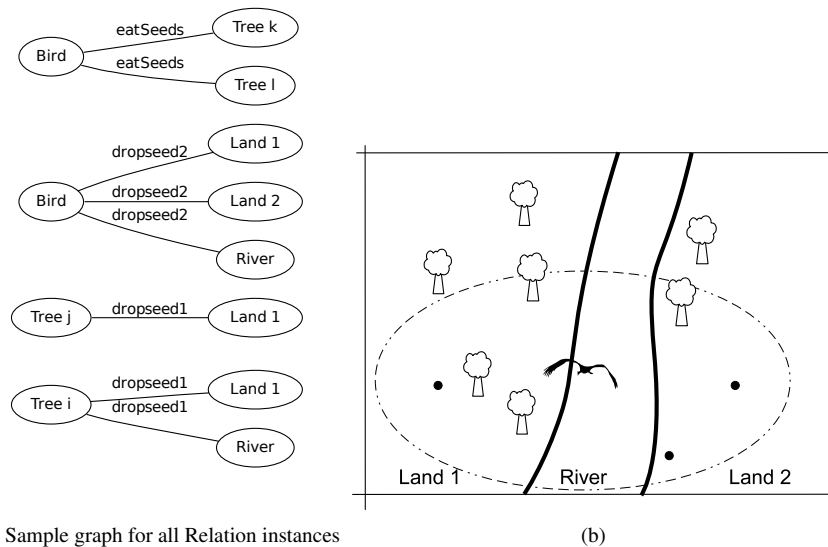 Bird
eatSeeds
Tree k
eatSeeds
Tree l
Bird
dropseed2
Land 1
dropseed2
Land 2
dropseed2
River
Tree j
dropseed1
Land 1
Tree i
dropseed1
Land 1
dropseed1
River
Sample graph for all Relation instances
Land 1
River
Land 2
(b)